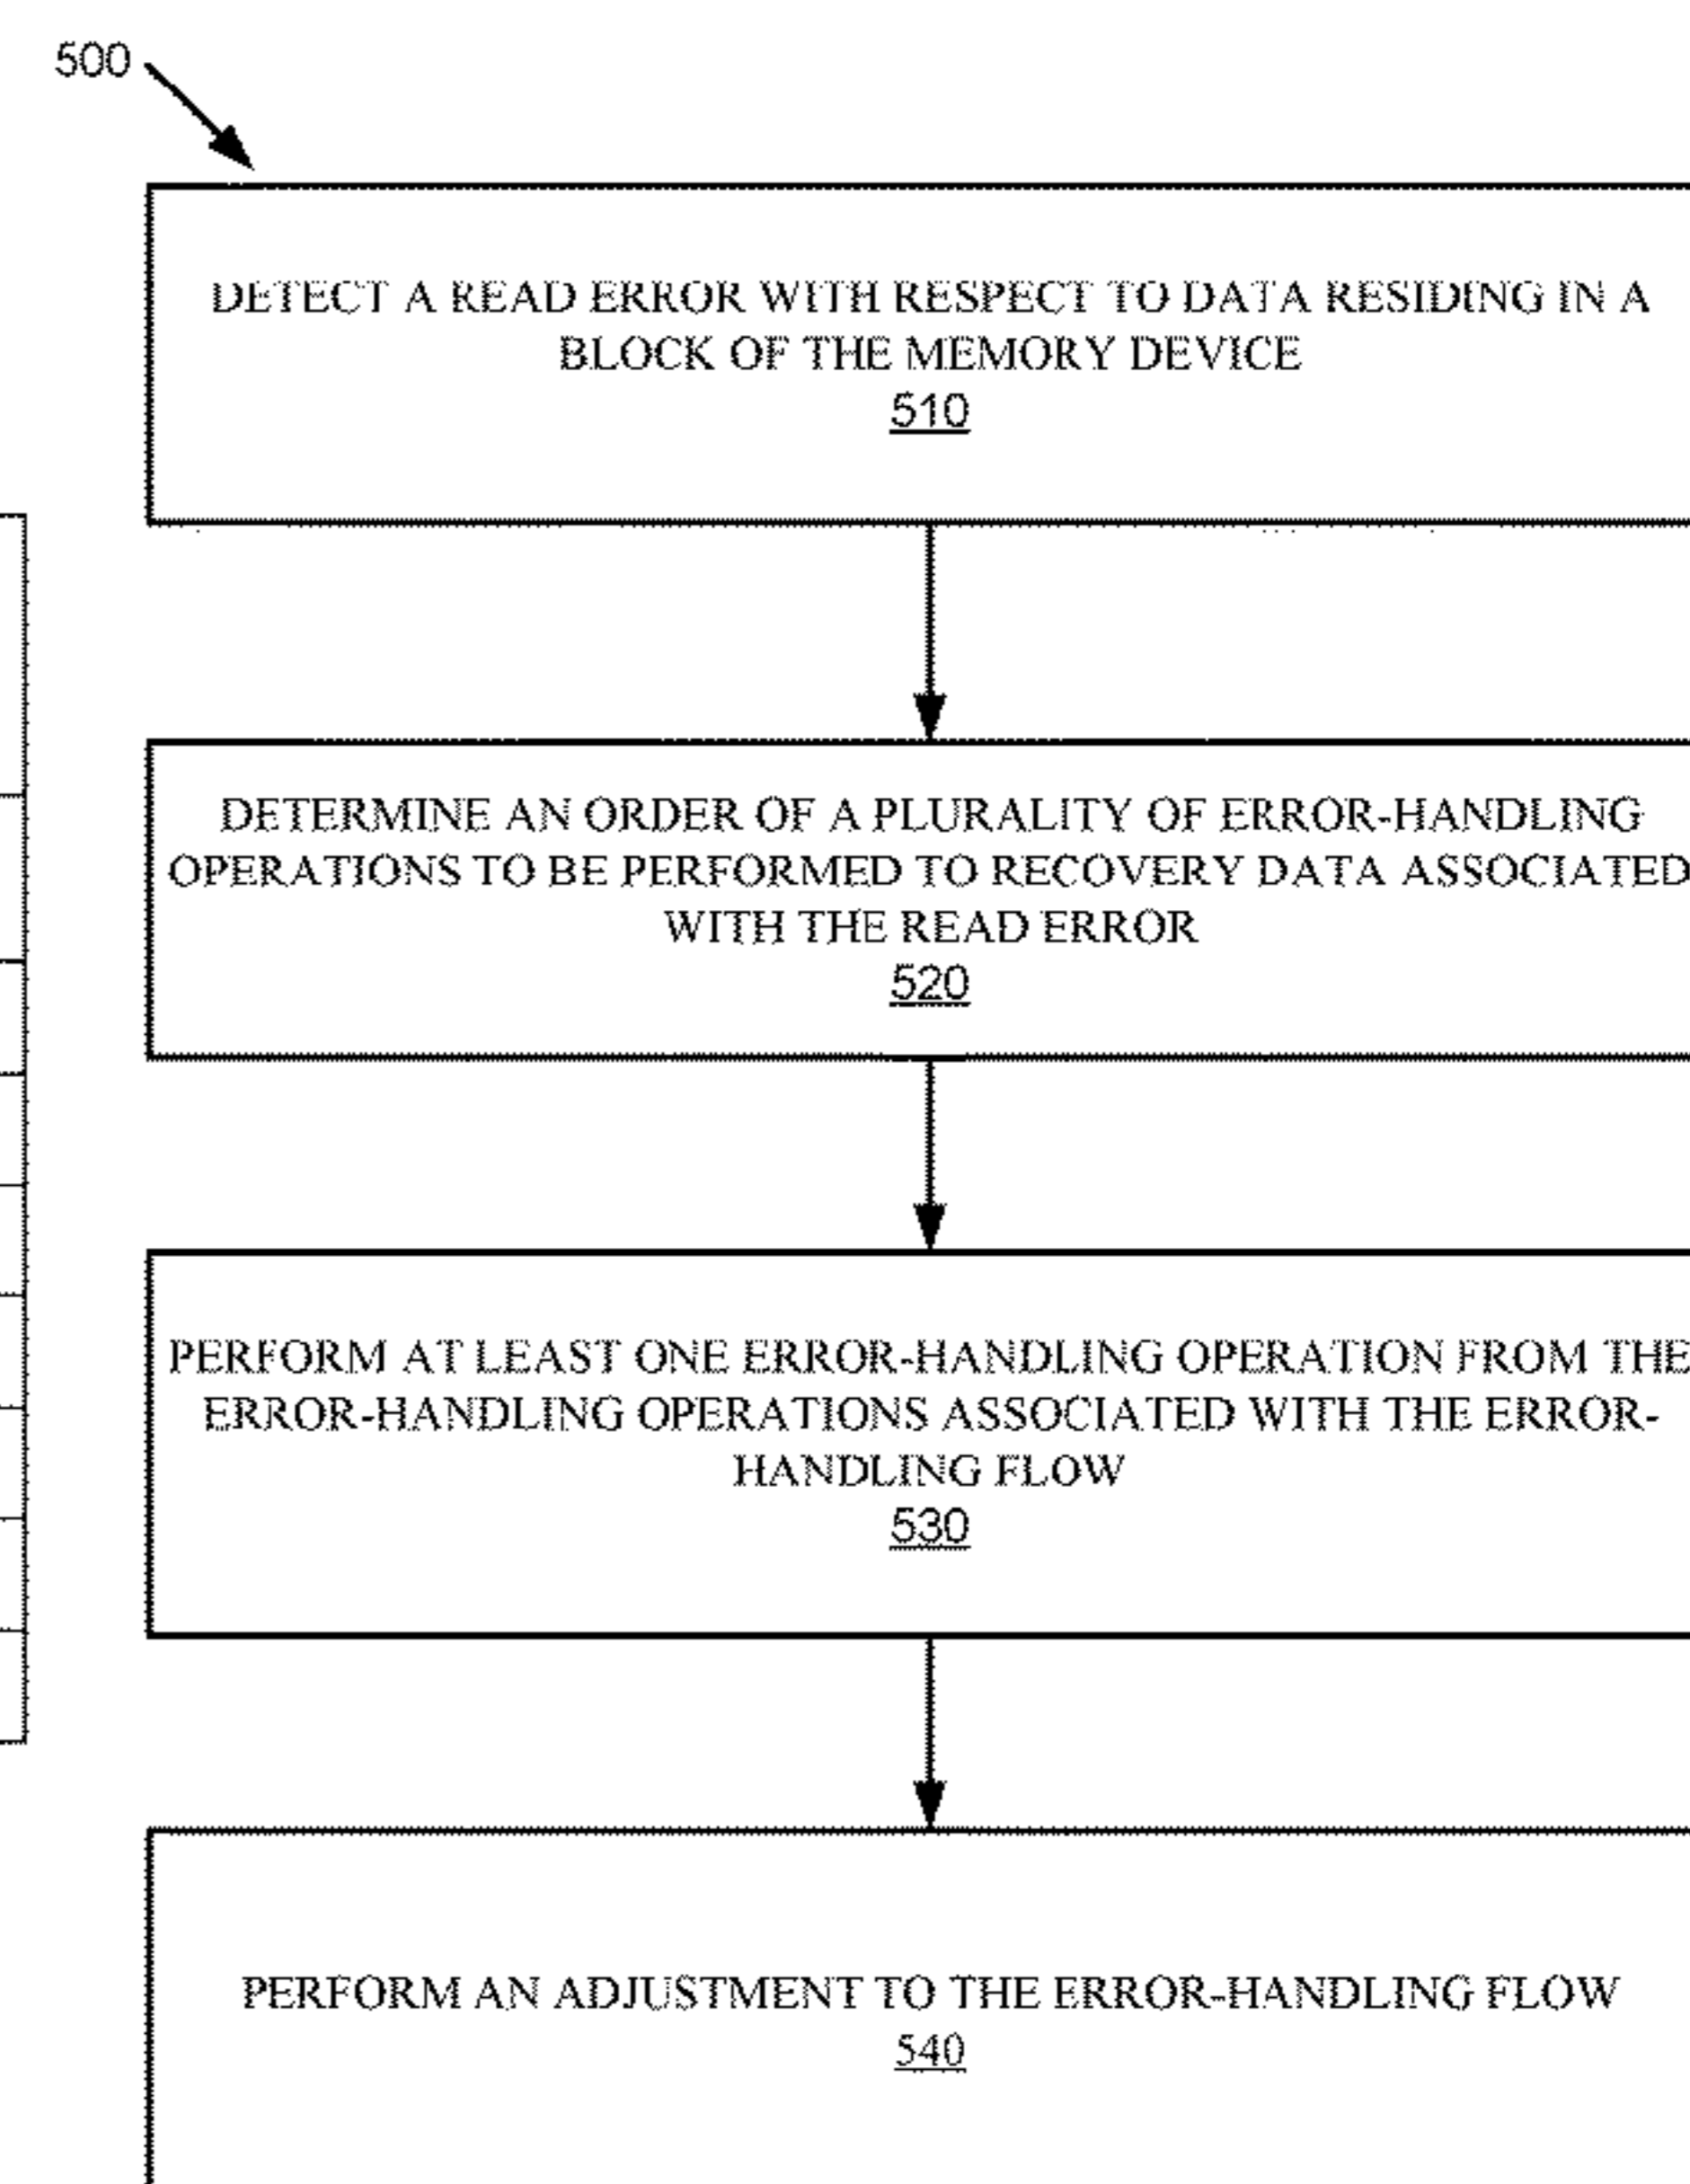 500
DETECT A READ ERROR WITH RESPECT TO DATA RESIDING IN A
BLOCK OF THE MEMORY DEVICE
510
DETERMINE AN ORDER OF A PLURALITY OF ERROR-HANDLING
OPERATIONS TO BE PERFORMED TO RECOVERY DATA ASSOCIATED
WITH THE READ ERROR
520
PERFORM AT LEAST ONE ERROR-HANDLING OPERATION FROM THE
ERROR-HANDLING OPERATIONS ASSOCIATED WITH THE ERROR-
HANDLING FLOW
530
PERFORM AN ADJUSTMENT TO THE ERROR-HANDLING FLOW
540